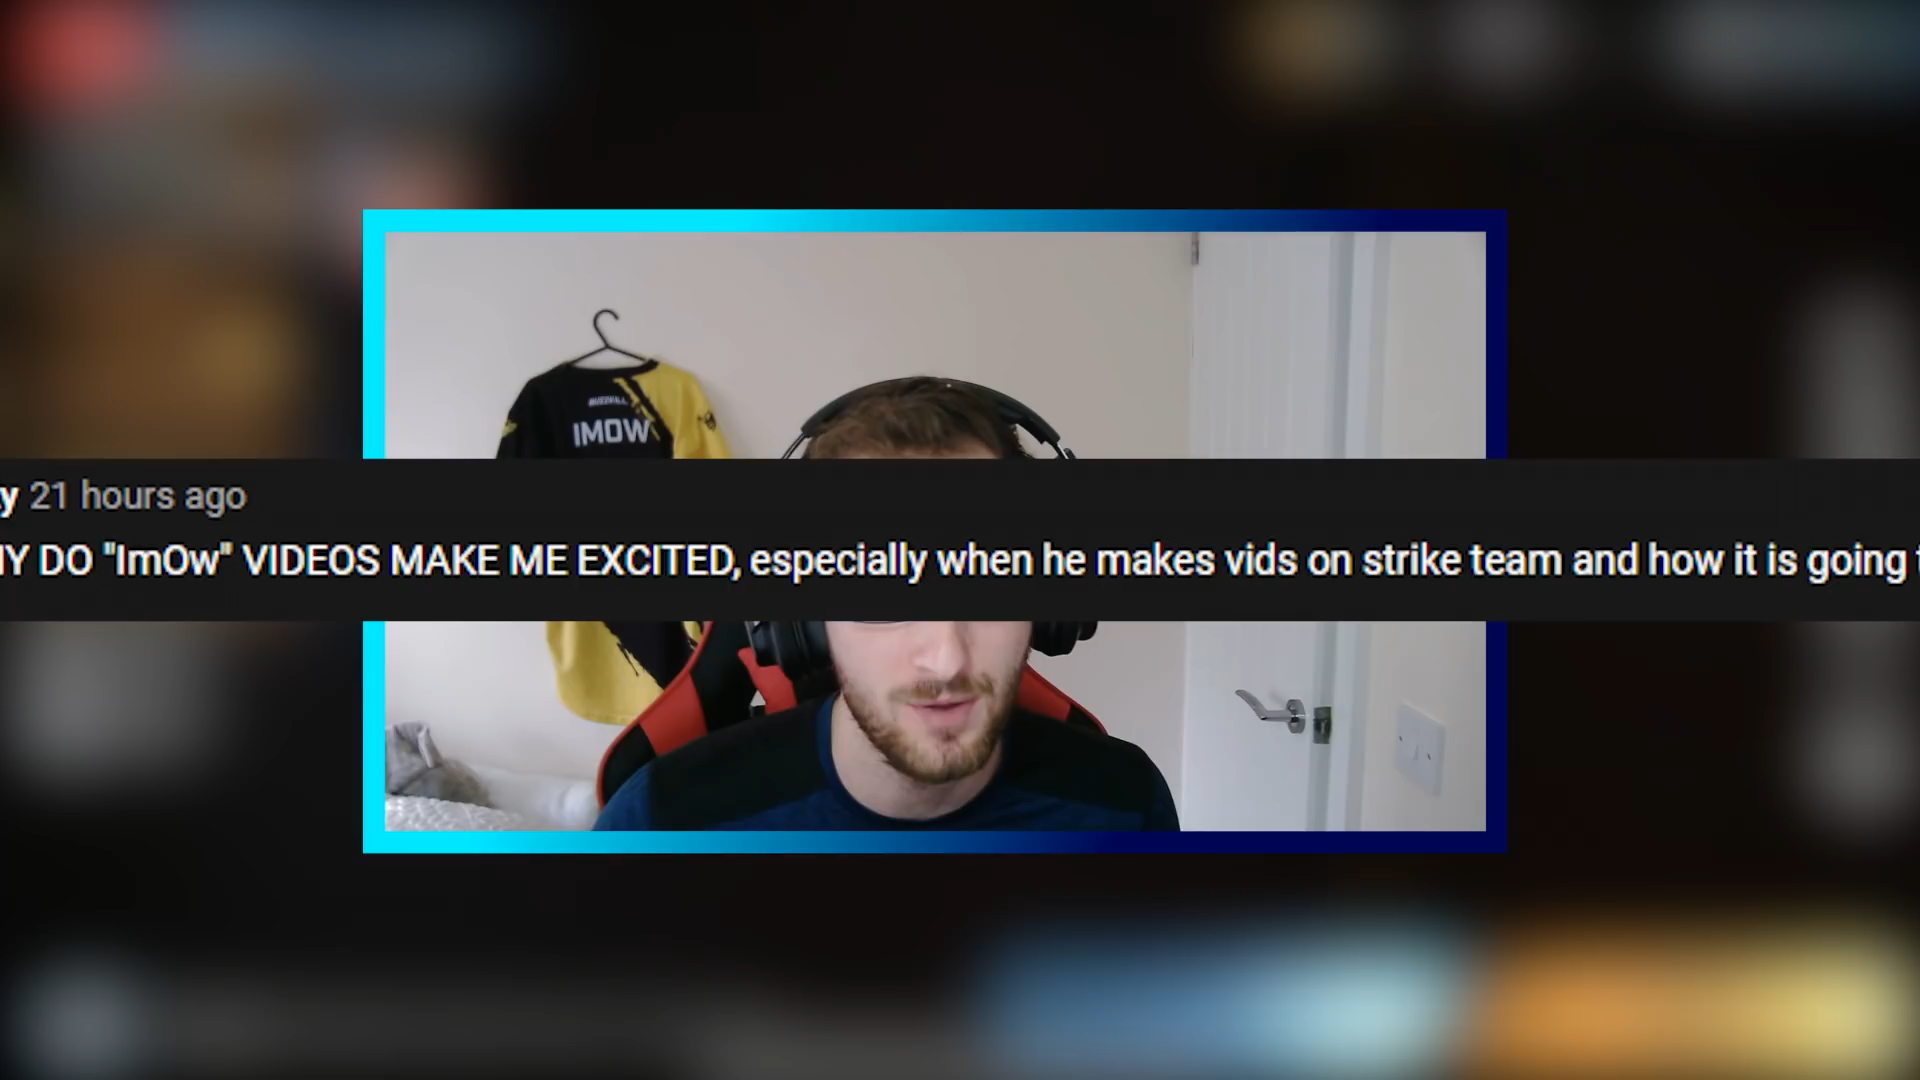 IMOW
y 21 hours ago
DO "ImOw" VIDEOS MAKE ME EXCITED, especially when he makes vids on strike team and how it is going